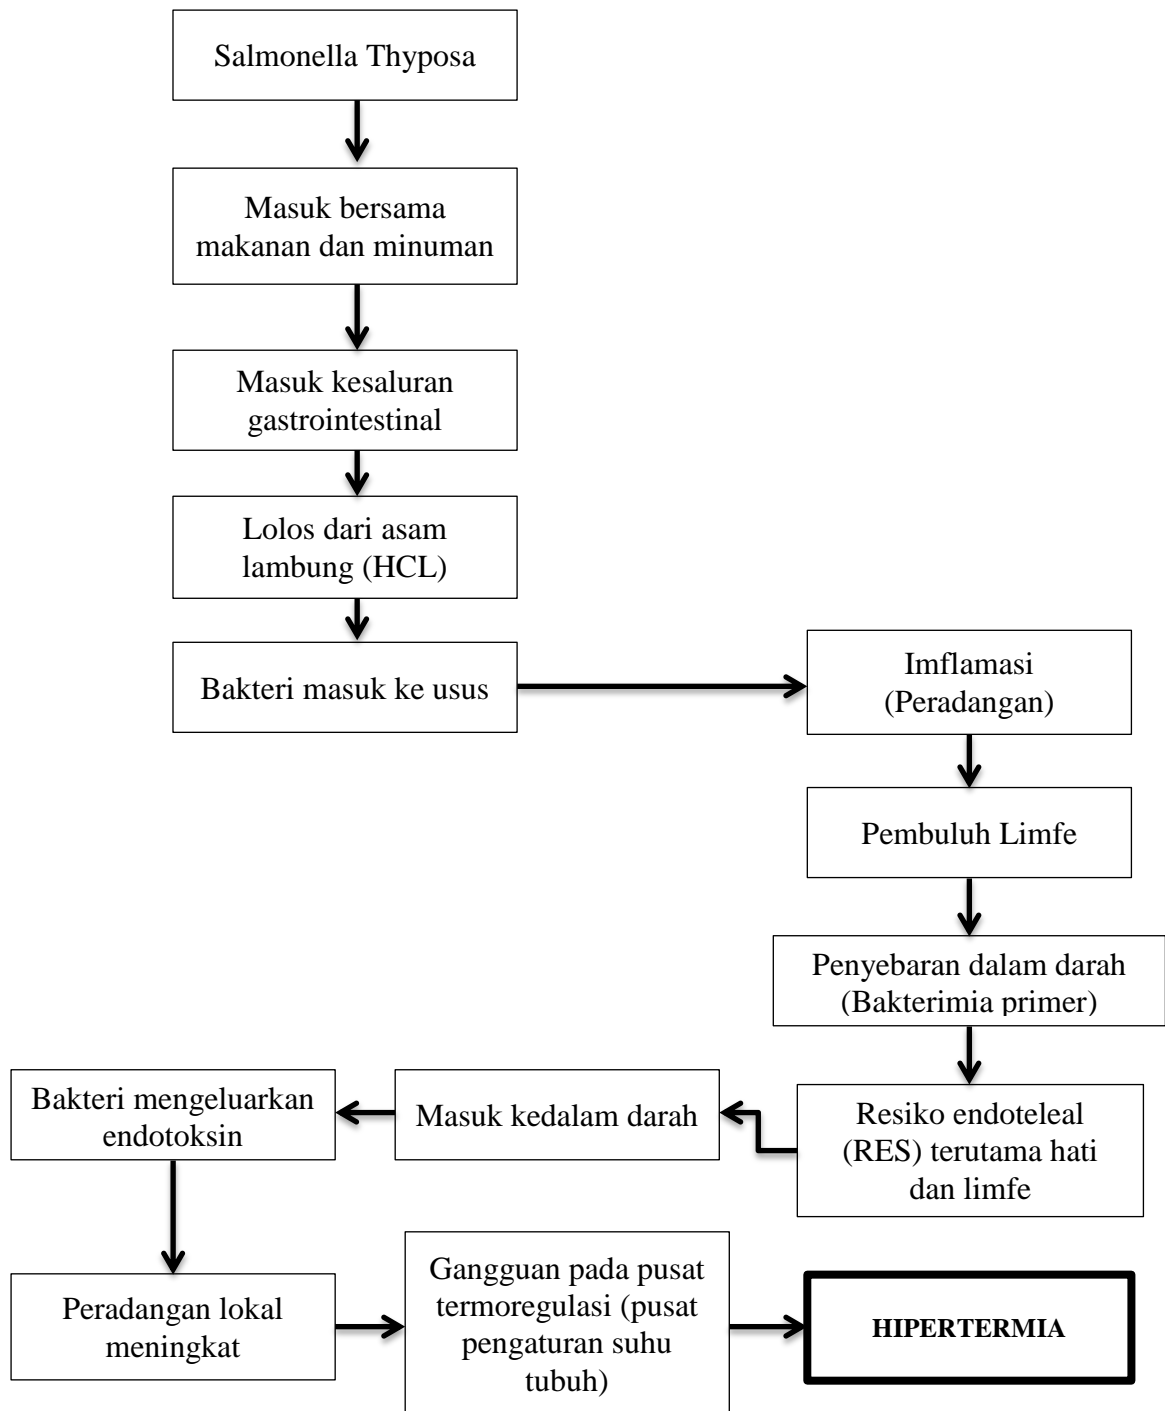 Salmonella Thyposa
Masuk bersama
makanan dan minuman
Masuk kesaluran
gastrointestinal
Lolos dari asam
lambung (HCL)
Bakteri masuk ke usus
Imflamasi
(Peradangan)
Pembuluh Limfe
Penyebaran dalam darah
(Bakterimia primer)
Resiko endoteleal
(RES) terutama hati
dan limfe
Masuk kedalam darah
Bakteri mengeluarkan
endotoksin
Peradangan lokal
meningkat
Gangguan pada pusat
termoregulasi (pusat
pengaturan suhu
tubuh)
HIPERTERMIA